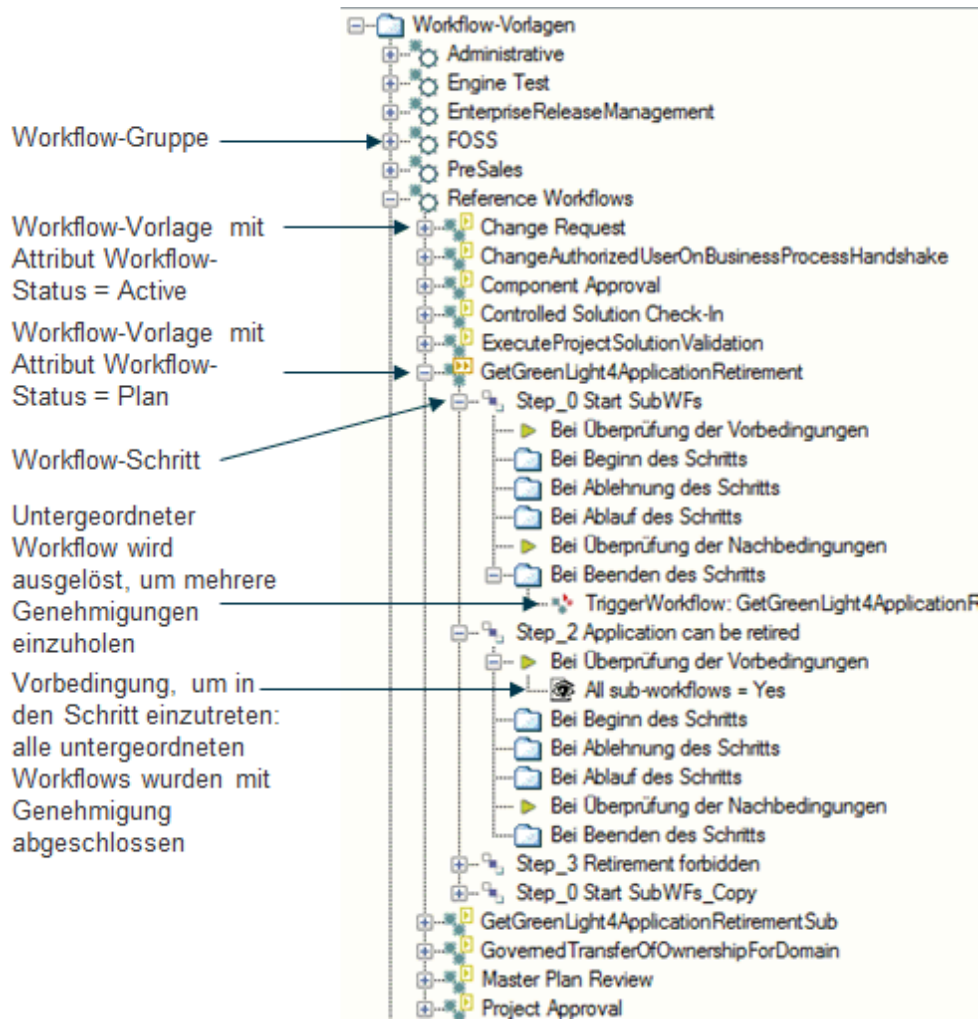 Workflow-Vorlagen
Administrative
Engine Test
EnterpriseReleaseManagement
FOSS
PreSales
Reference Workflows
Change Request
ChangeAuthorizedUserOnBusinessProcessHandshake
Component Approval
Controlled Solution Check-In
ExecuteProjectSolutionValidation
GetGreenLight4ApplicationRetirement
Step_0 Start SubWFs
Bei Überprüfung der Vorbedingungen
Bei Beginn des Schritts
Bei Ablehnung des Schritts
Bei Ablauf des Schritts
Bei Überprüfung der Nachbedingungen
Bei Beenden des Schritts
TriggerWorkflow: GetGreenLight4ApplicationR
Step_2 Application can be retired
Bei Überprüfung der Vorbedingungen
All sub-workflows = Yes
Bei Beginn des Schritts
Bei Ablehnung des Schritts
Bei Ablauf des Schritts
Bei Überprüfung der Nachbedingungen
Bei Beenden des Schritts
Step_3 Retirement forbidden
Step_0 Start SubWFs_Copy
GetGreenLight4ApplicationRetirementSub
GovernedTransferOfOwnershipForDomain
Master Plan Review
Project Approval
Workflow-Gruppe
Workflow-Vorlage mit
Attribut Workflow-
Status = Active
Workflow-Vorlage mit
Attribut Workflow-
Status = Plan
Workflow-Schritt
Untergeordneter
Workflow wird
ausgelöst, um mehrere
Genehmigungen
einzuholen
Vorbedingung, um in
den Schritt einzutreten:
alle untergeordneten
Workflows wurden mit
Genehmigung
abgeschlossen